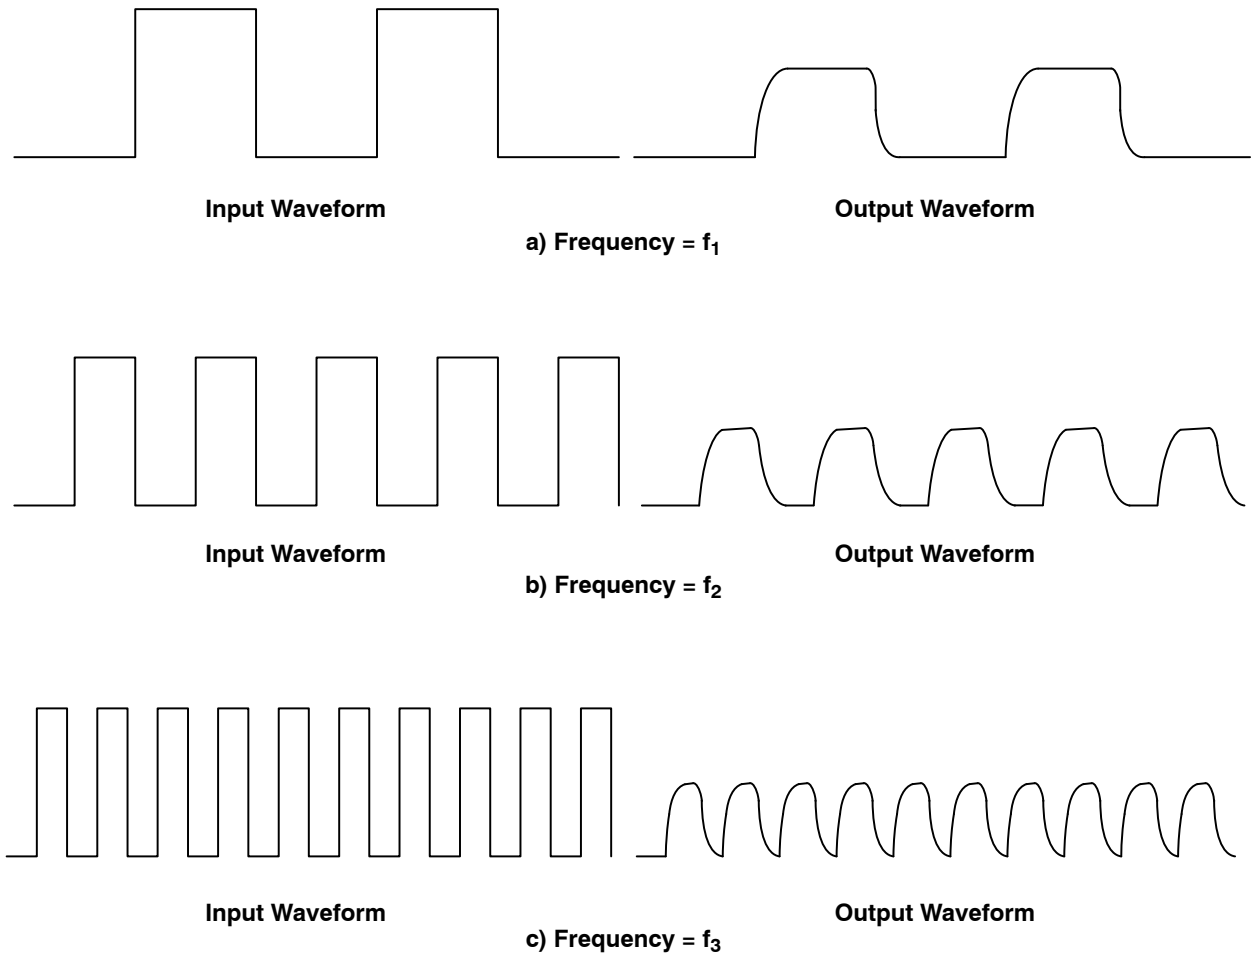 Input Waveform
Output Waveform
a) Frequency = f1
Input Waveform
Output Waveform
b) Frequency = f2
Input Waveform
Output Waveform
c) Frequency = f3